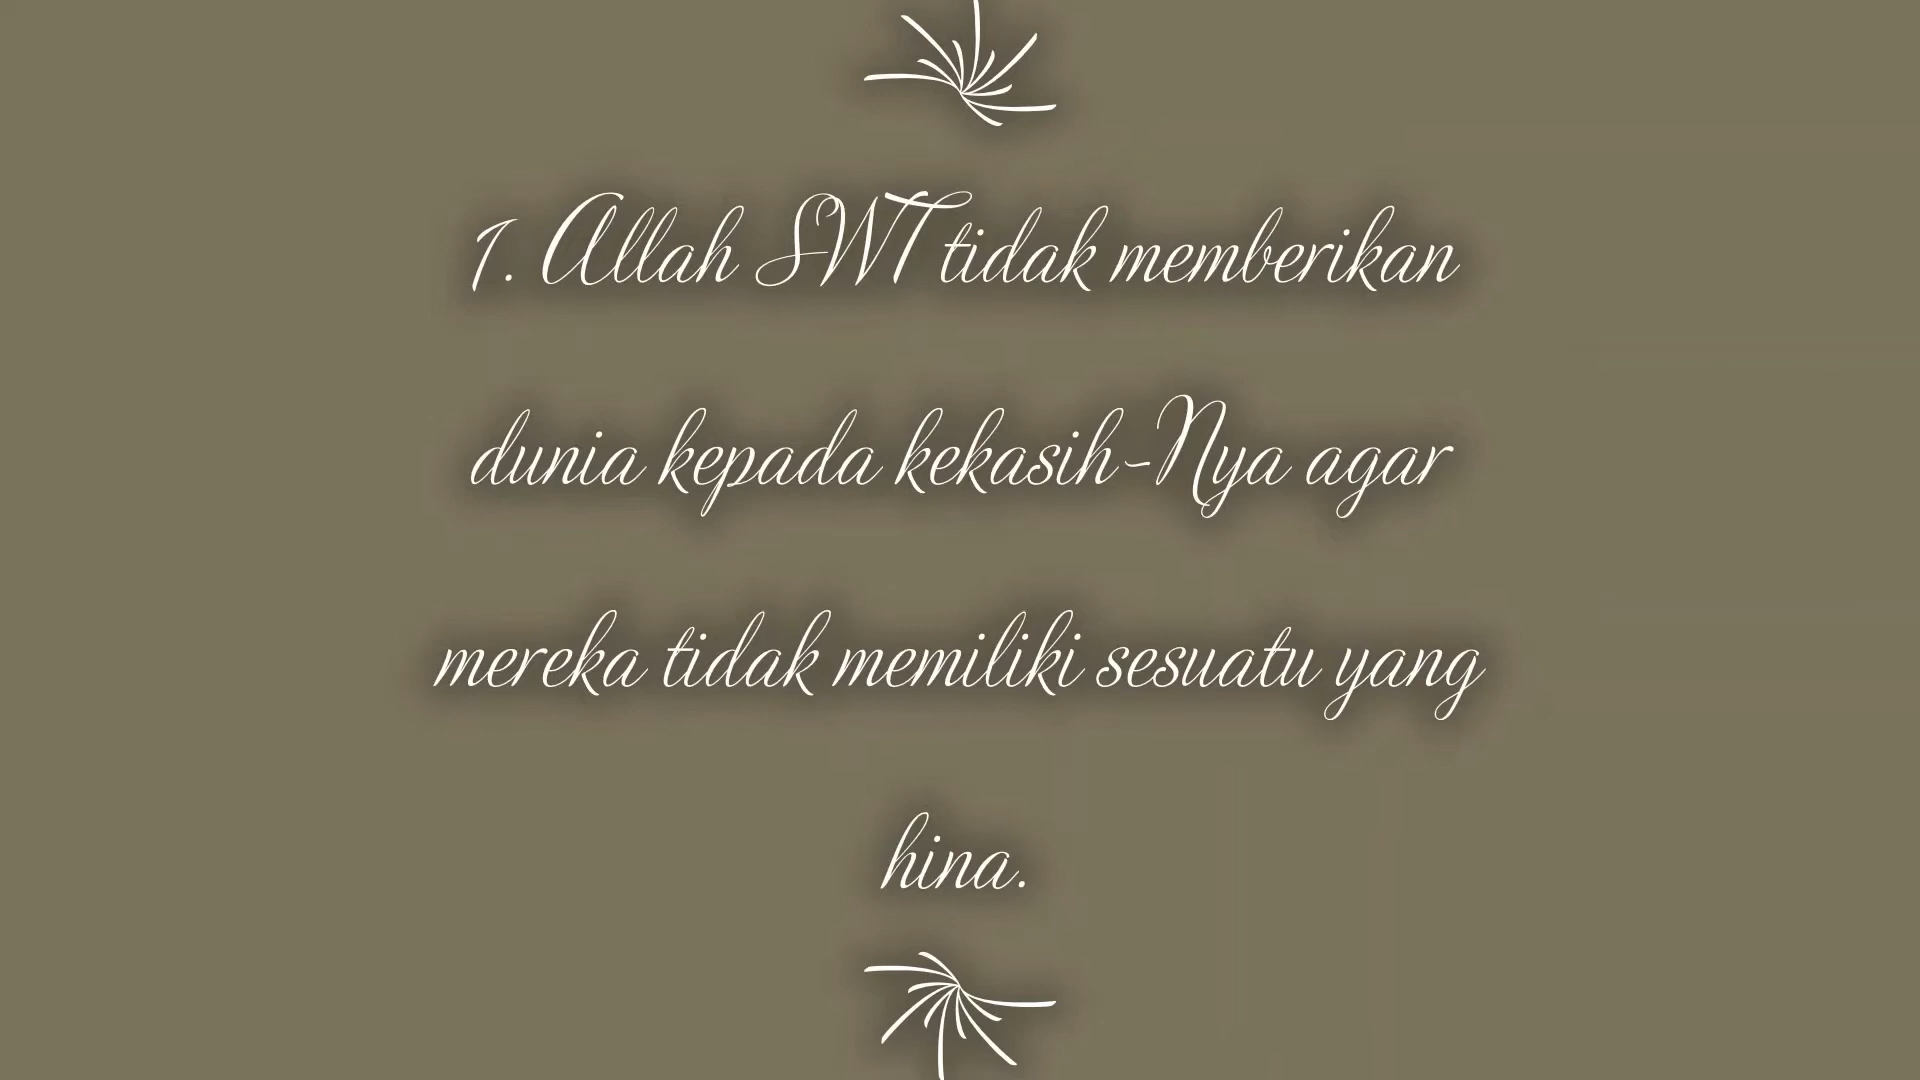 1. Allah SWT tidak memberikan
dunia kepada kekasih-Nya agar
mereka tidak memiliki sesuatu yang
hina.